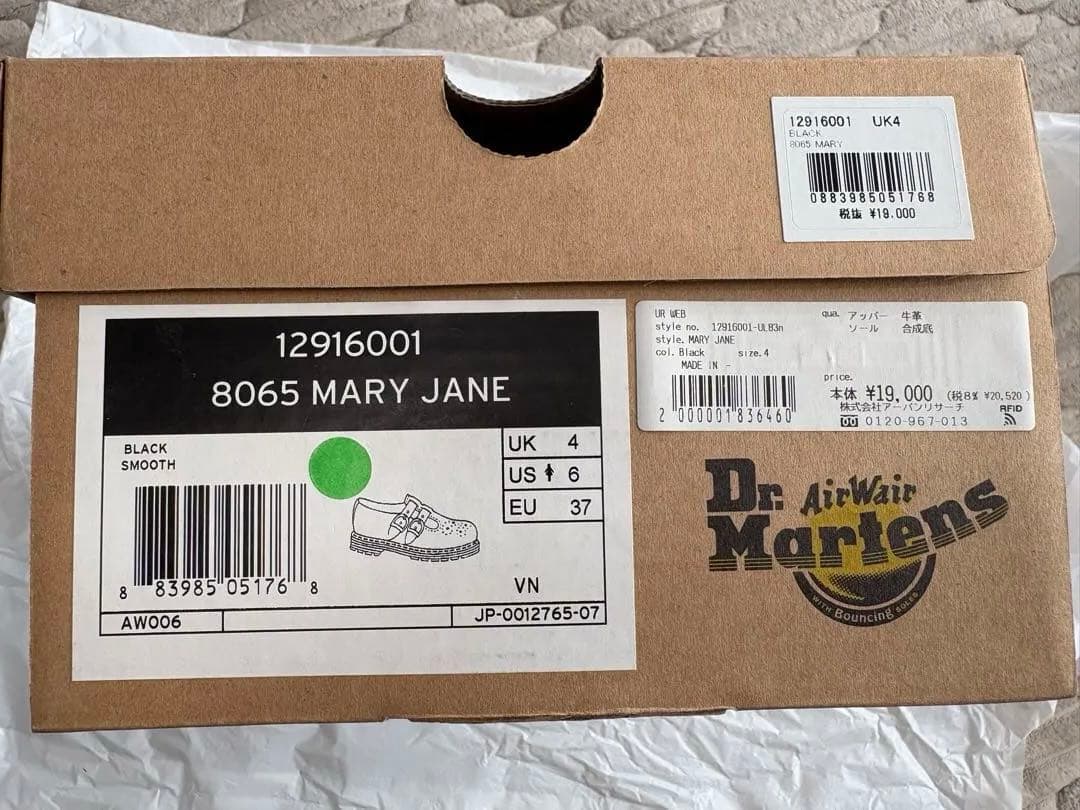 12916001 UK4
BLACK
8065 MARY
0883985051768
税抜 ¥19.000
12916001
8065 MARY JANE
BLACK
SMOOTH
UK 4
US 6
EU 37
8 83985 05176 8
VN
AW006
JP-0012765-07
UR WEB
style no. 12916001-UL83n
style. MARY JANE
col. Black size. 4
MADE IN -
qua. アッパー 牛革
ソール 合成底
price.
本体 ¥19,000 (税8% ¥20,520)
株式会社アーバンリサーチ
0120-967-013
RFID
2 000001 836460
Dr. AirWair
Martens
WITH Bouncing SOLES